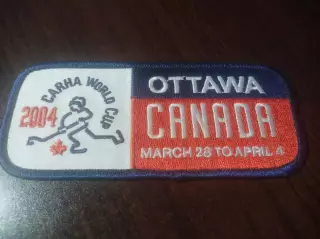 CARHA WORLD CUP
2004
OTTAWA
CANADA
MARCH 28 TO APRIL 4